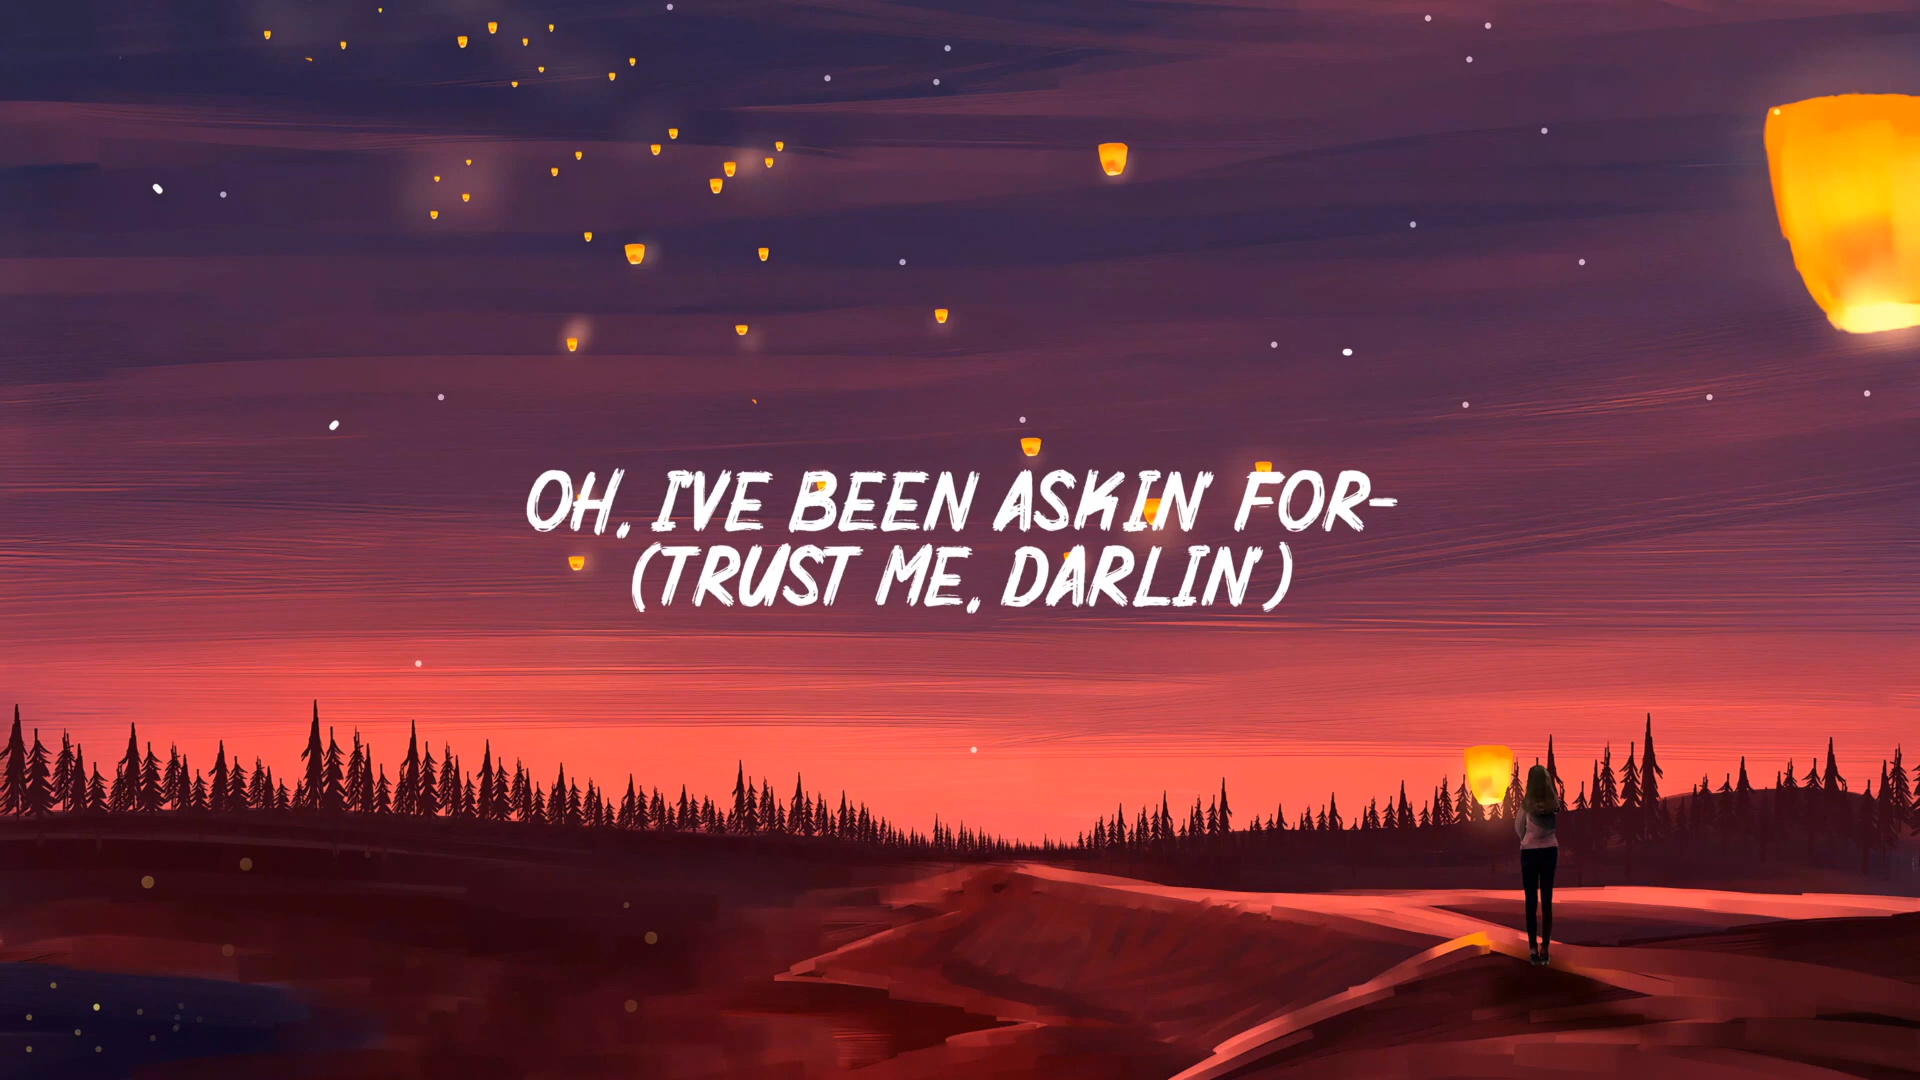 OH, I'VE BEEN ASKIN' FOR-
(TRUST ME, DARLIN')